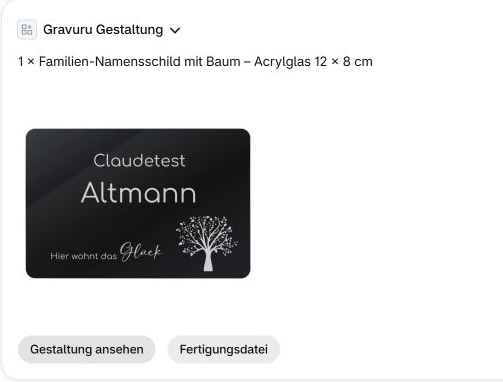 Gravuru Gestaltung
1 × Familien-Namensschild mit Baum – Acrylglas 12 × 8 cm
Claudetest
Altmann
Hier wohnt das Glück
Gestaltung ansehen
Fertigungsdatei